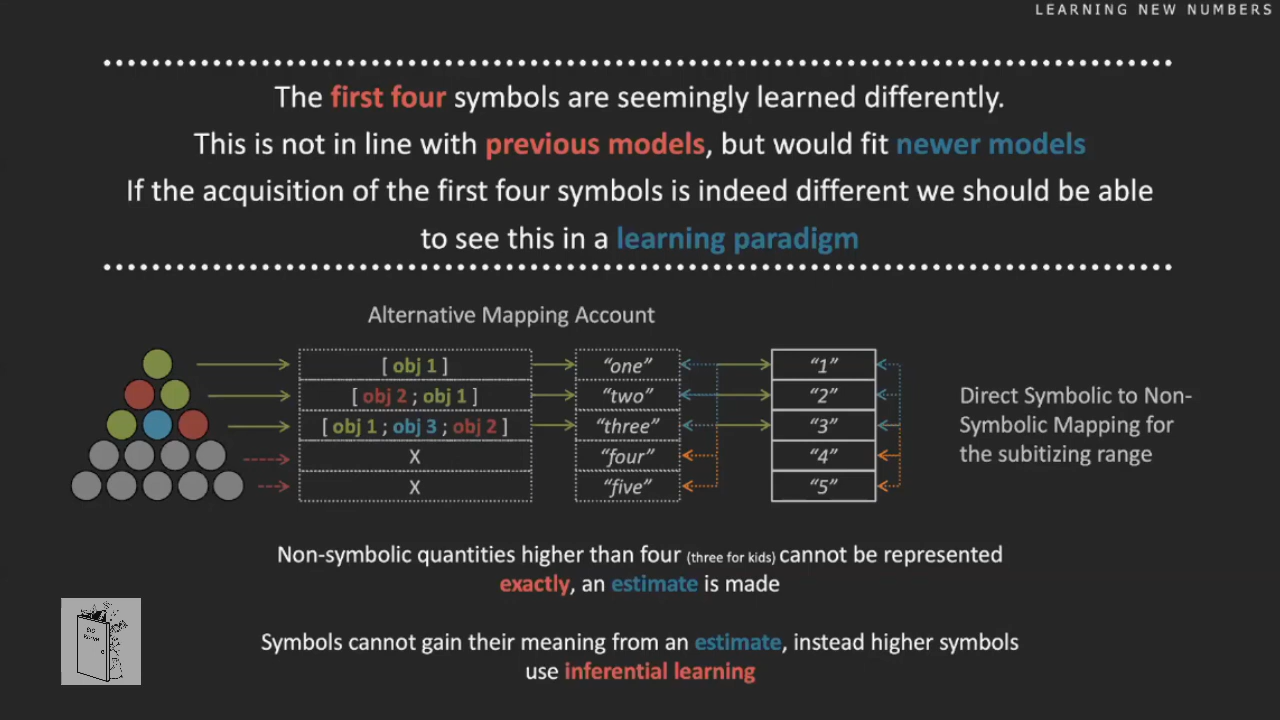 LEARNING NEW NUMBERS
The first four symbols are seemingly learned differently.
This is not in line with previous models, but would fit newer models
If the acquisition of the first four symbols is indeed different we should be able
to see this in a learning paradigm
Alternative Mapping Account
[ obj 1 ] “one” “1”
[ obj 2 ; obj 1 ] “two” “2”
[ obj 1 ; obj 3 ; obj 2 ] “three” “3”
X “four” “4”
X “five” “5”
Direct Symbolic to Non-
Symbolic Mapping for
the subitizing range
Non-symbolic quantities higher than four (three for kids) cannot be represented
exactly, an estimate is made
Symbols cannot gain their meaning from an estimate, instead higher symbols
use inferential learning